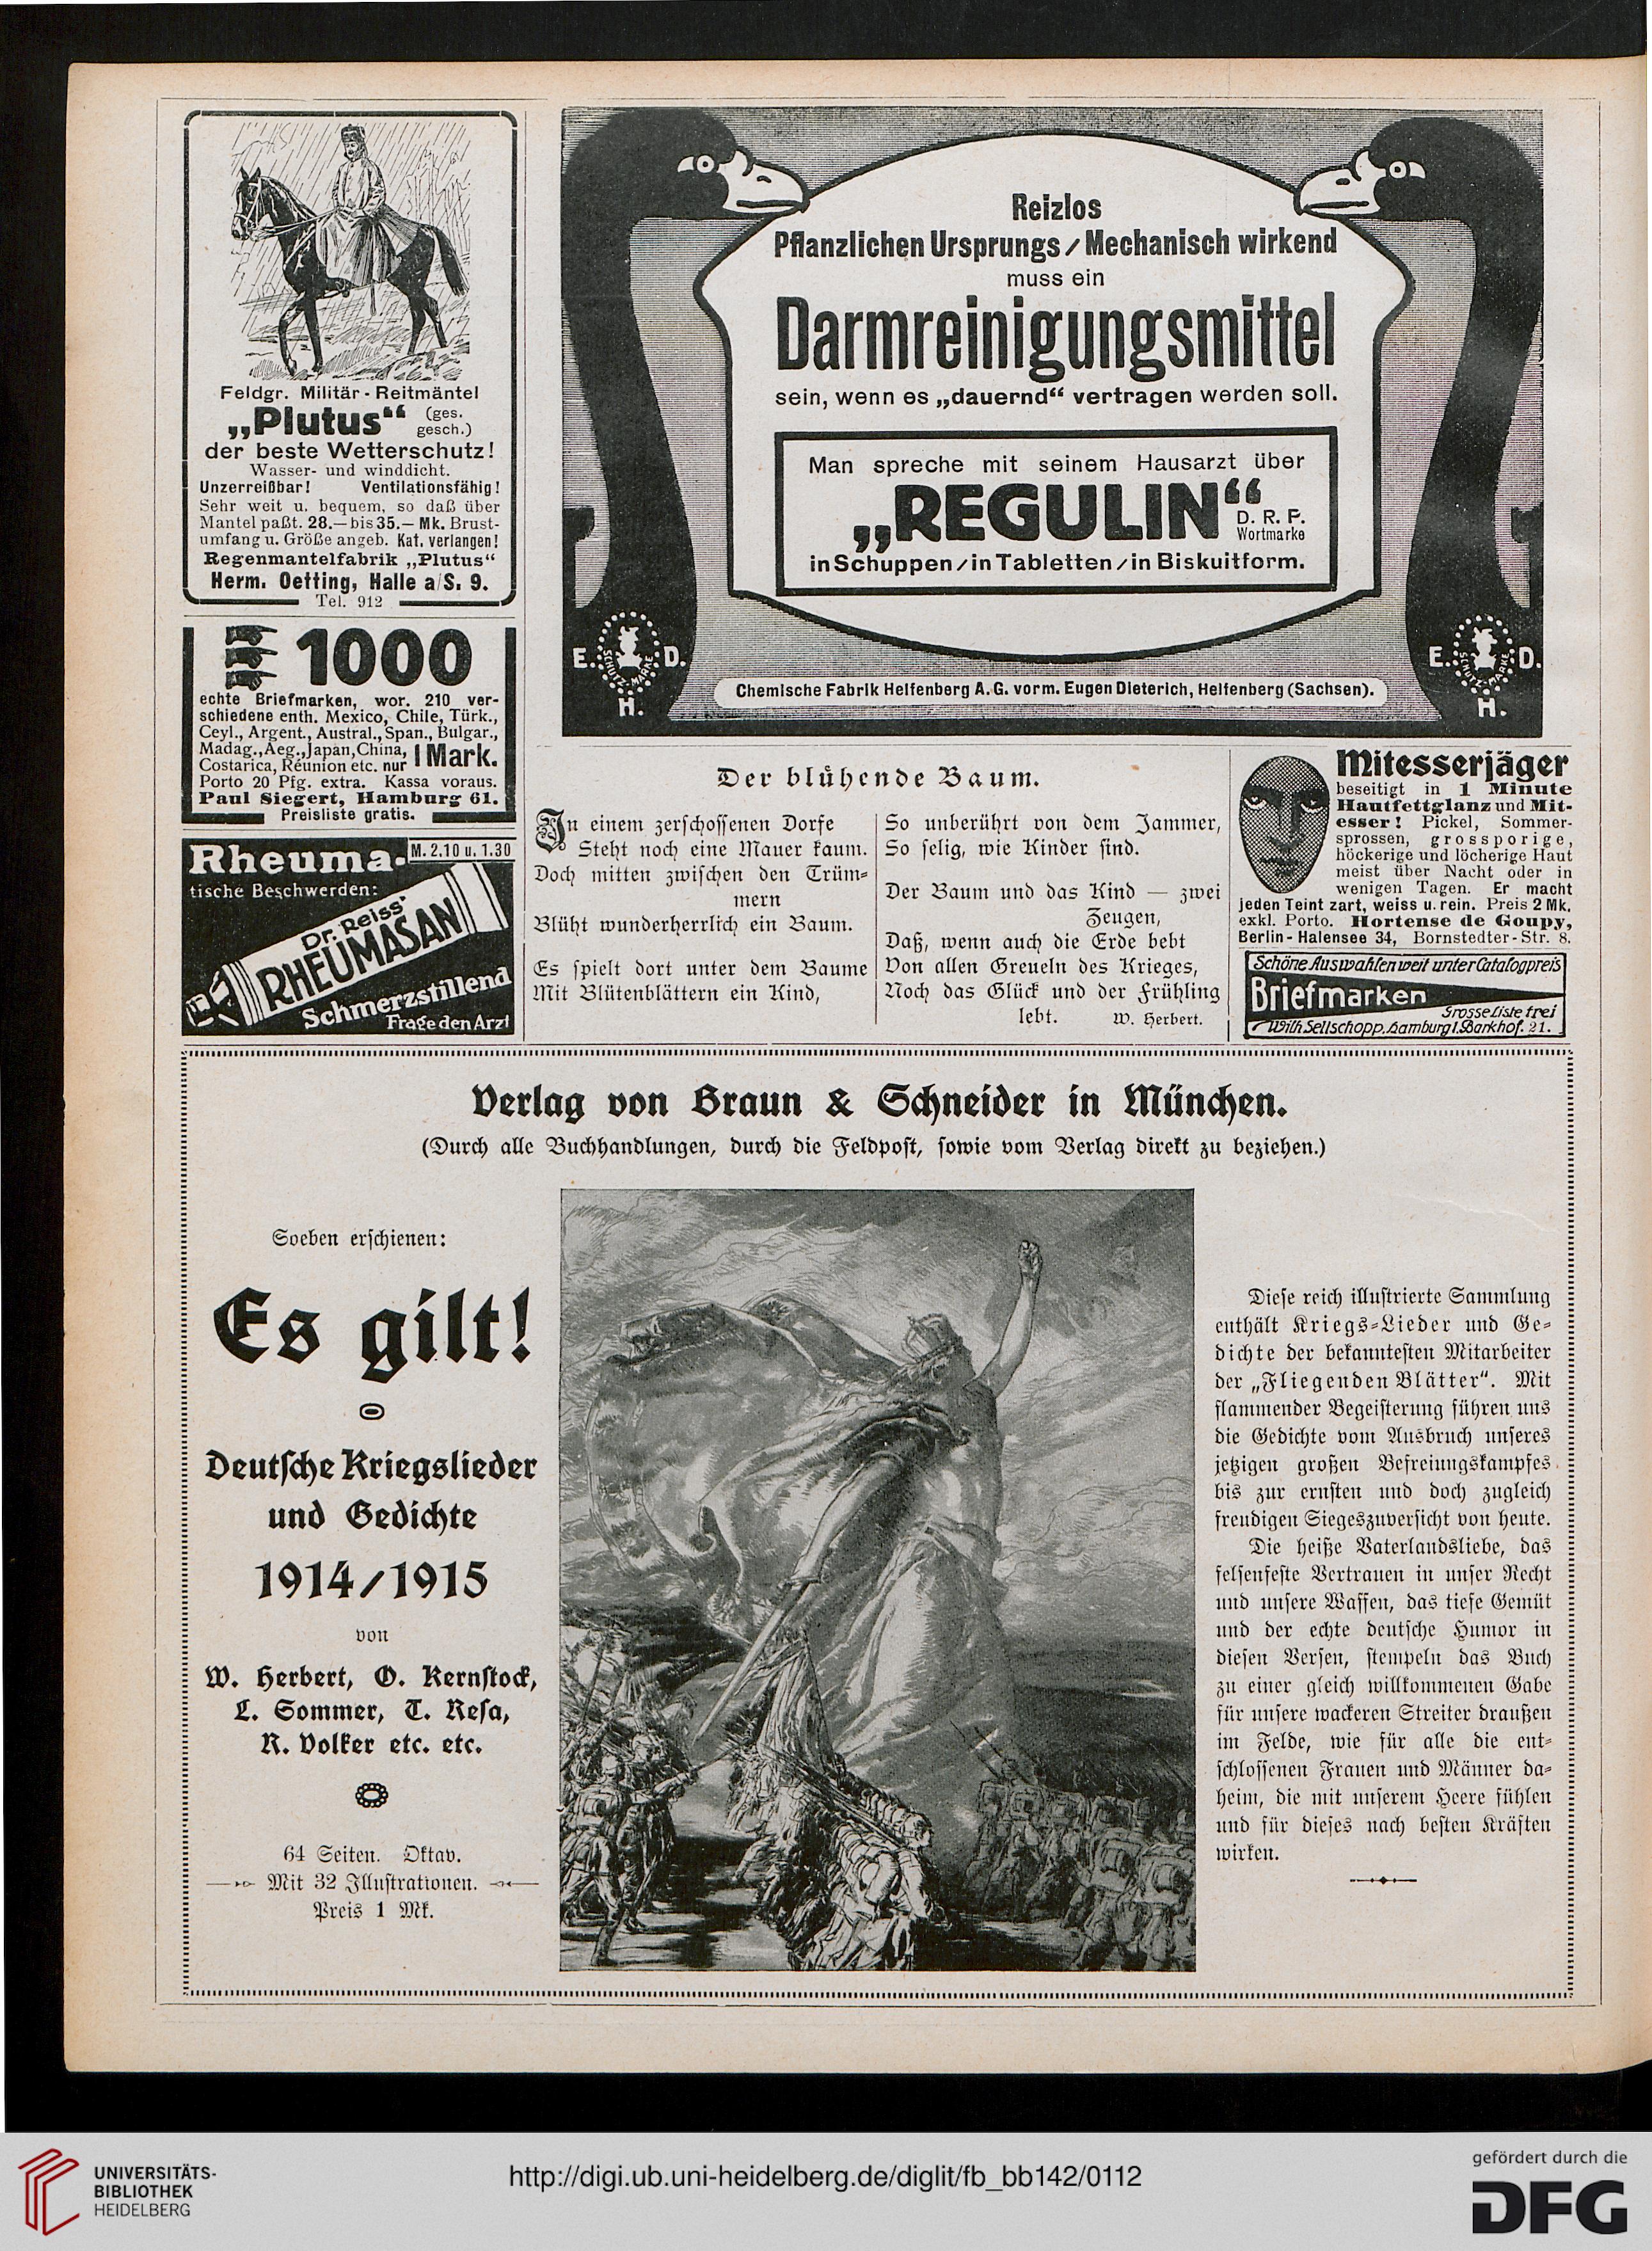 Feldgr. Militär-Reitmäntel
„Plutus“ (ges. gesch.)
der beste Wetterschutz!
Wasser- und winddicht.
Unzerreißbar! Ventilationsfähig!
Sehr weit u. bequem, so daß über
Mantel paßt. 28.— bis 35.— Mk. Brust-
umfang u. Größe angeb. Kat. verlangen!
Regenmantelfabrik „Plutus“
Herm. Oetting, Halle a/S. 9.
Tel. 912
1000
echte Briefmarken, wor. 210 ver-
schiedene enth. Mexico, Chile, Türk.,
Ceyl., Argent., Austral., Span., Bulgar.,
Madag., Aeg., Japan, China,
Costarica, Réunion etc. nur 1 Mark.
Porto 20 Pfg. extra. Kassa voraus.
Paul Siegert, Hamburg 61.
Preisliste gratis.
Rheuma- M. 2.10 u. 1.30
tische Beschwerden:
Dr. Reiss'
RHEUMASAN
Schmerzstillend
Frage den Arzt
Reizlos
Pflanzlichen Ursprungs / Mechanisch wirkend
muss ein
Darmreinigungsmittel
sein, wenn es „dauernd“ vertragen werden soll.
Man spreche mit seinem Hausarzt über
„REGULIN“ D. R. P.
Wortmarke
in Schuppen / in Tabletten / in Biskuitform.
E. D.
SCHUTZ-MARKE
H.
E. D.
SCHUTZ-MARKE
H.
Chemische Fabrik Helfenberg A. G. vorm. Eugen Dieterich, Helfenberg (Sachsen).
Der blühende Baum.
In einem zerschossenen Dorfe
Steht noch eine Mauer kaum.
Doch mitten zwischen den Trüm-
mern
Blüht wunderherrlich ein Baum.
Es spielt dort unter dem Baume
Mit Blütenblättern ein Kind,
So unberührt von dem Jammer,
So selig, wie Kinder sind.
Der Baum und das Kind — zwei
Zeugen,
Daß, wenn auch die Erde bebt
Von allen Greueln des Krieges,
Noch das Glück und der Frühling
lebt. W. Herbert.
Mitesserjäger
beseitigt in 1 Minute
Hautfettglanz und Mit-
esser! Pickel, Sommer-
sprossen, grossporige,
höckerige und löcherige Haut
meist über Nacht oder in
wenigen Tagen. Er macht
jeden Teint zart, weiss u. rein. Preis 2 Mk.
exkl. Porto. Hortense de Goupy,
Berlin-Halensee 34, Bornstedter-Str. 8.
Schöne Auswahlen weit unter Catalogpreis
Briefmarken
Grosse Liste frei
Wilh. Sellschopp. Hamburg 1. Barkhof. 21.
Verlag von Braun & Schneider in München.
(Durch alle Buchhandlungen, durch die Feldpost, sowie vom Verlag direkt zu beziehen.)
Soeben erschienen:
Es gilt!
Deutsche Kriegslieder
und Gedichte
1914/1915
von
W. Herbert, O. Kernstock,
L. Sommer, T. Resa,
R. Volker etc. etc.
64 Seiten. Oktav.
Mit 32 Illustrationen.
Preis 1 Mk.
Diese reich illustrierte Sammlung
enthält Kriegs-Lieder und Ge-
dichte der bekanntesten Mitarbeiter
der „Fliegenden Blätter“. Mit
flammender Begeisterung führen uns
die Gedichte vom Ausbruch unseres
jetzigen großen Befreiungskampfes
bis zur ernsten und doch zugleich
freudigen Siegeszuversicht von heute.
Die heiße Vaterlandsliebe, das
felsenfeste Vertrauen in unser Recht
und unsere Waffen, das tiefe Gemüt
und der echte deutsche Humor in
diesen Versen, stempeln das Buch
zu einer gleich willkommenen Gabe
für unsere wackeren Streiter draußen
im Felde, wie für alle die ent-
schlossenen Frauen und Männer da-
heim, die mit unserem Heere fühlen
und für dieses nach besten Kräften
wirken.
UNIVERSITÄTS-
BIBLIOTHEK
HEIDELBERG
http://digi.ub.uni-heidelberg.de/diglit/fb_bb142/0112
gefördert durch die
DFG